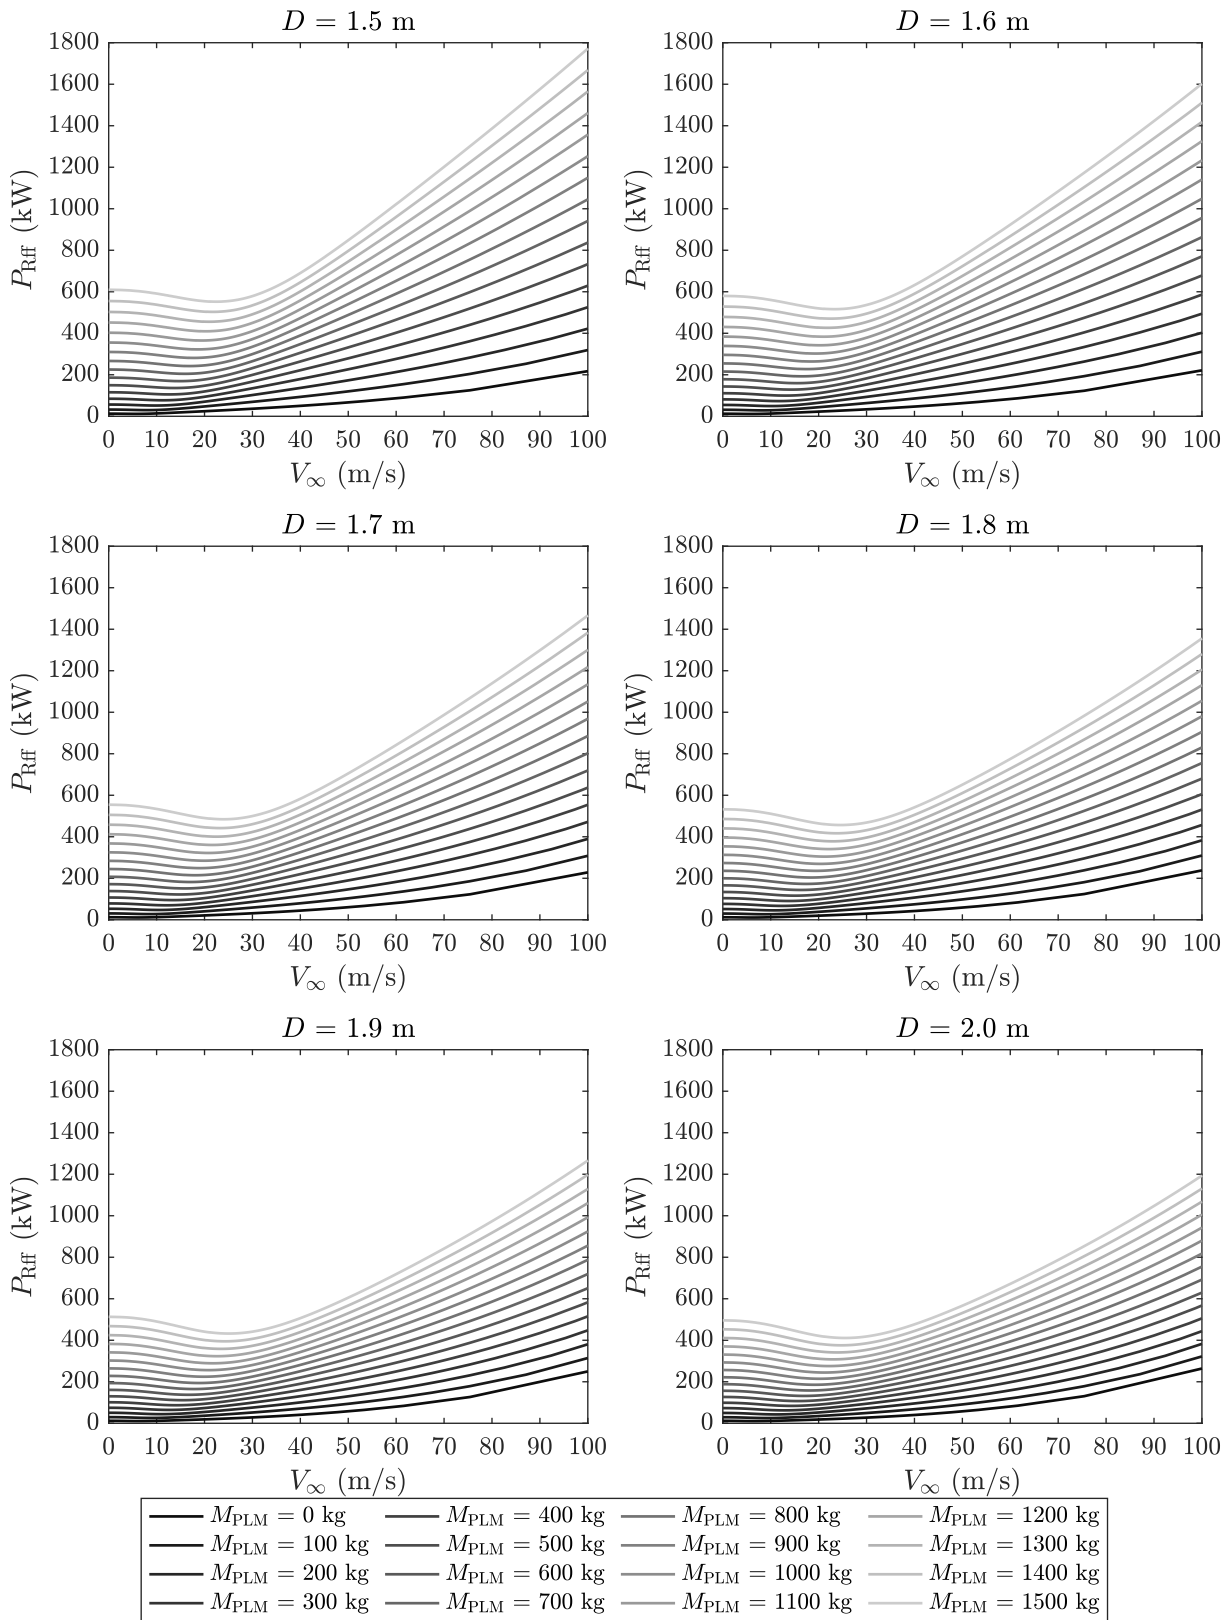 D = 1.5 m
D = 1.6 m
1800
1600
1400
1200
1000
800
600
400
200
0
P_Rff (kW)
0 10 20 30 40 50 60 70 80 90 100
V_∞ (m/s)
1800
1600
1400
1200
1000
800
600
400
200
0
P_Rff (kW)
0 10 20 30 40 50 60 70 80 90 100
V_∞ (m/s)
D = 1.7 m
D = 1.8 m
1800
1600
1400
1200
1000
800
600
400
200
0
P_Rff (kW)
0 10 20 30 40 50 60 70 80 90 100
V_∞ (m/s)
1800
1600
1400
1200
1000
800
600
400
200
0
P_Rff (kW)
0 10 20 30 40 50 60 70 80 90 100
V_∞ (m/s)
D = 1.9 m
D = 2.0 m
1800
1600
1400
1200
1000
800
600
400
200
0
P_Rff (kW)
0 10 20 30 40 50 60 70 80 90 100
V_∞ (m/s)
1800
1600
1400
1200
1000
800
600
400
200
0
P_Rff (kW)
0 10 20 30 40 50 60 70 80 90 100
V_∞ (m/s)
M_PLM = 0 kg
M_PLM = 100 kg
M_PLM = 200 kg
M_PLM = 300 kg
M_PLM = 400 kg
M_PLM = 500 kg
M_PLM = 600 kg
M_PLM = 700 kg
M_PLM = 800 kg
M_PLM = 900 kg
M_PLM = 1000 kg
M_PLM = 1100 kg
M_PLM = 1200 kg
M_PLM = 1300 kg
M_PLM = 1400 kg
M_PLM = 1500 kg